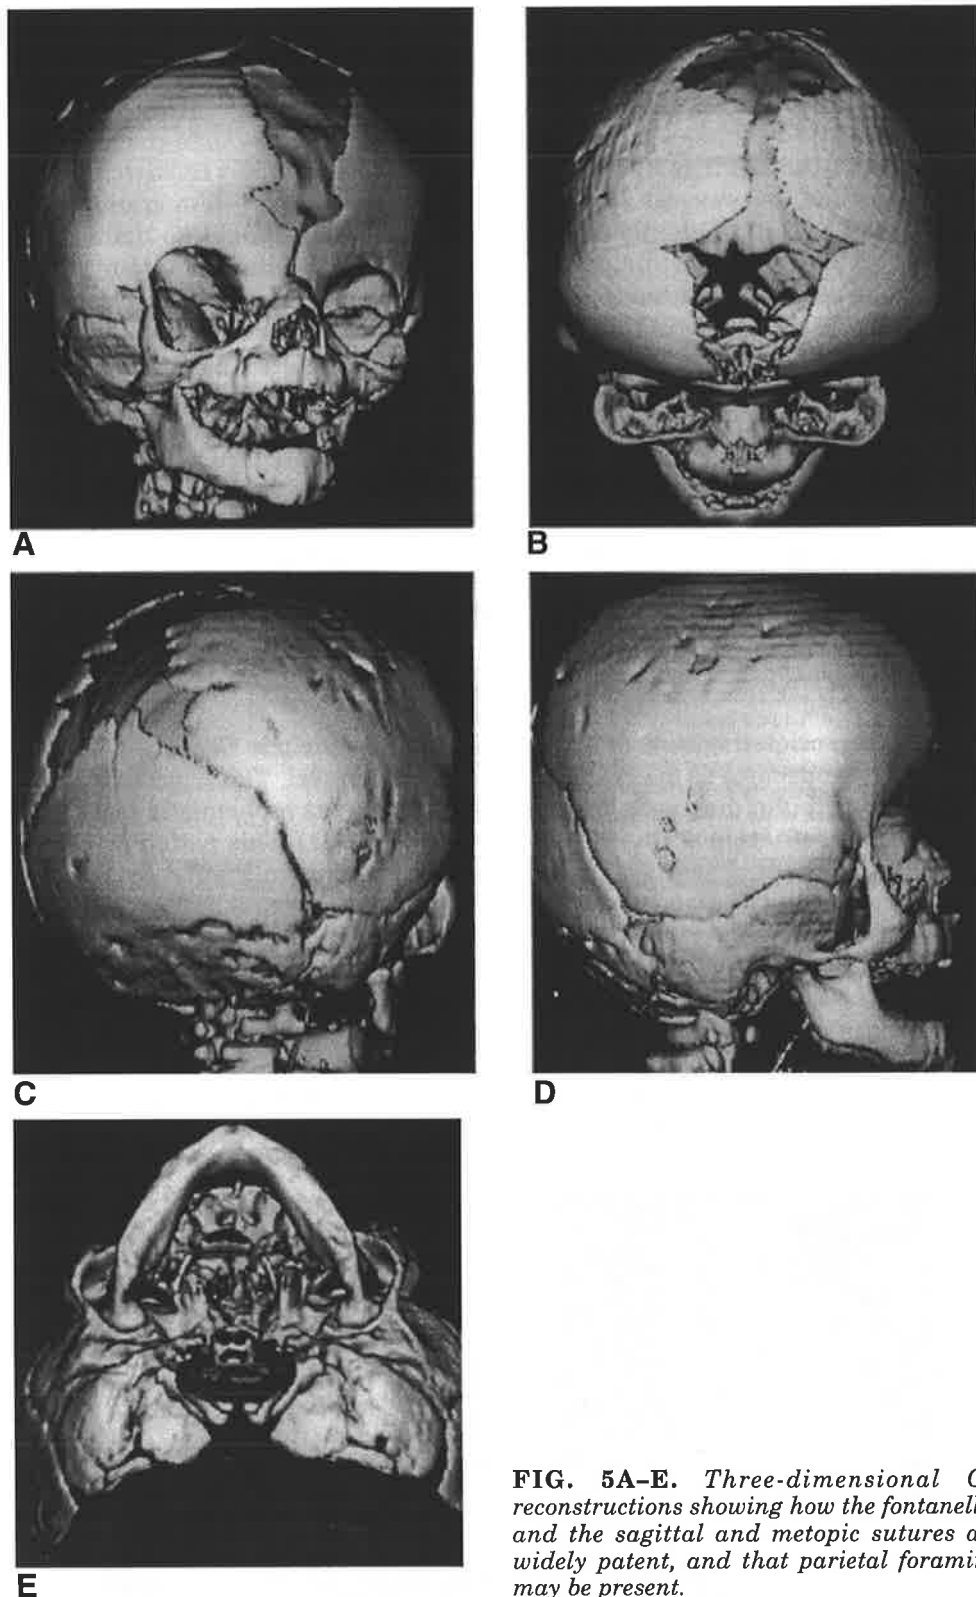 A
B
C
D
E
FIG. 5A–E. Three-dimensional
reconstructions showing how the
and the sagittal and metopic sutures
widely patent, and that parietal
may be present.